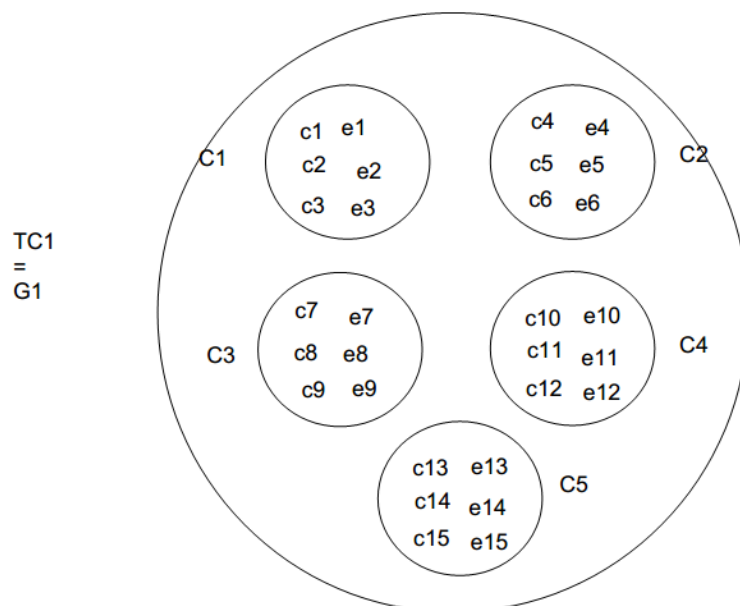 C1
c1 e1
c2 e2
c3 e3
c4 e4
c5 e5
c6 e6
C2
TC1
=
G1
C3
c7 e7
c8 e8
c9 e9
c10 e10
c11 e11
c12 e12
C4
c13 e13
c14 e14
c15 e15
C5